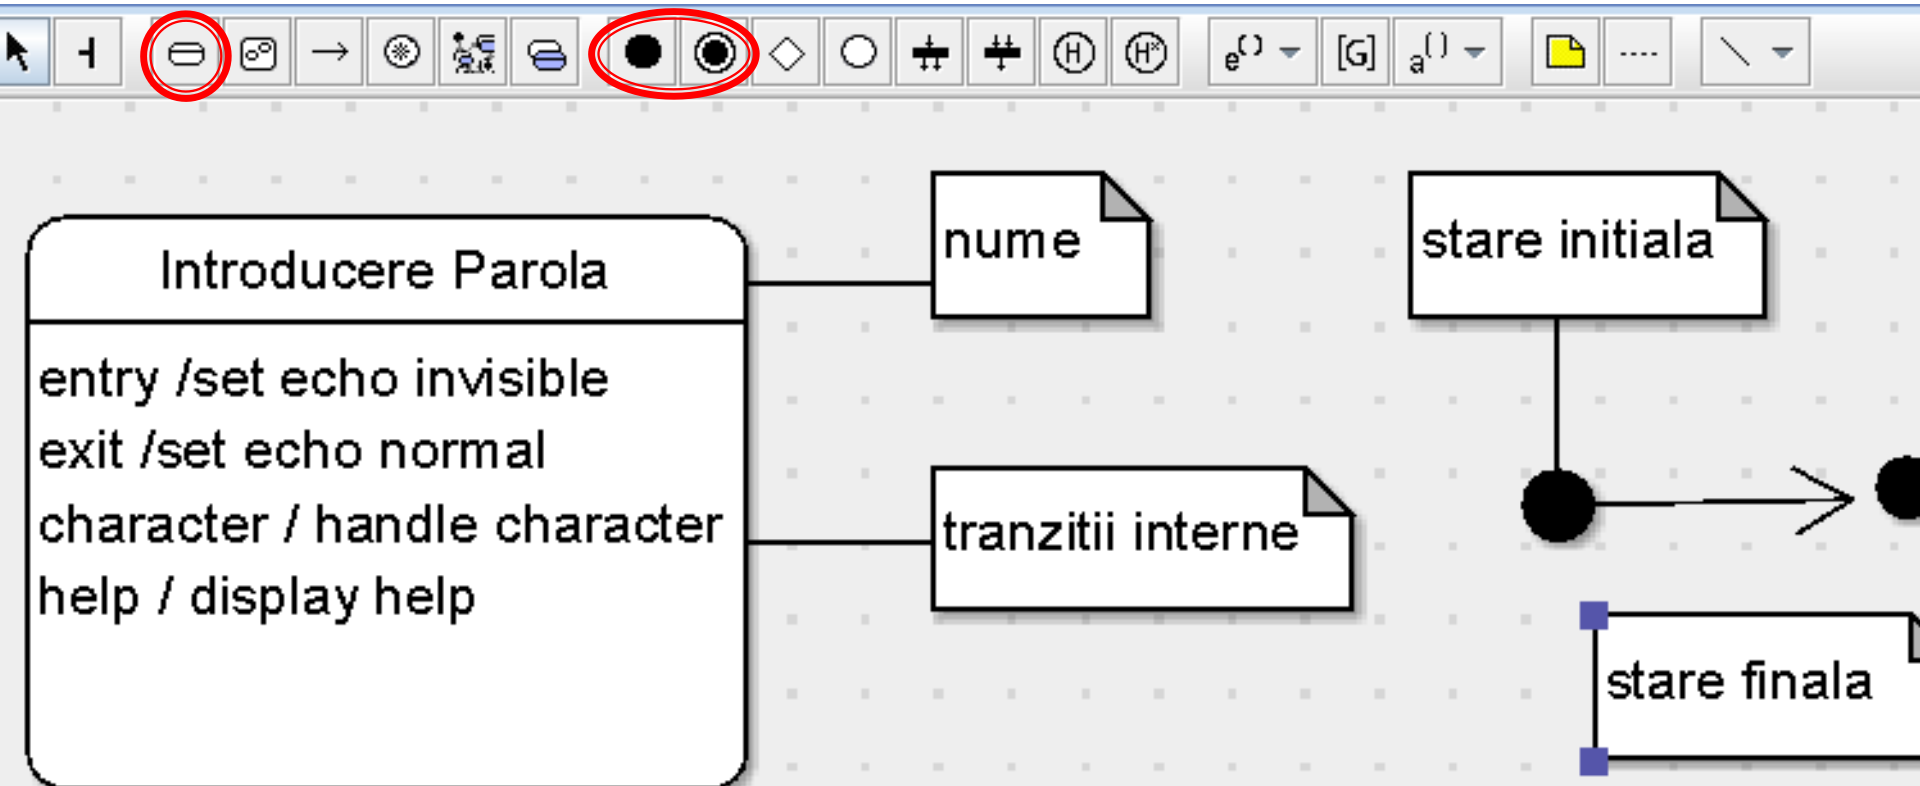 H H* e() [G] a()
Introducere Parola
entry /set echo invisible
exit /set echo normal
character / handle character
help / display help
nume
tranzitii interne
stare initiala
stare finala